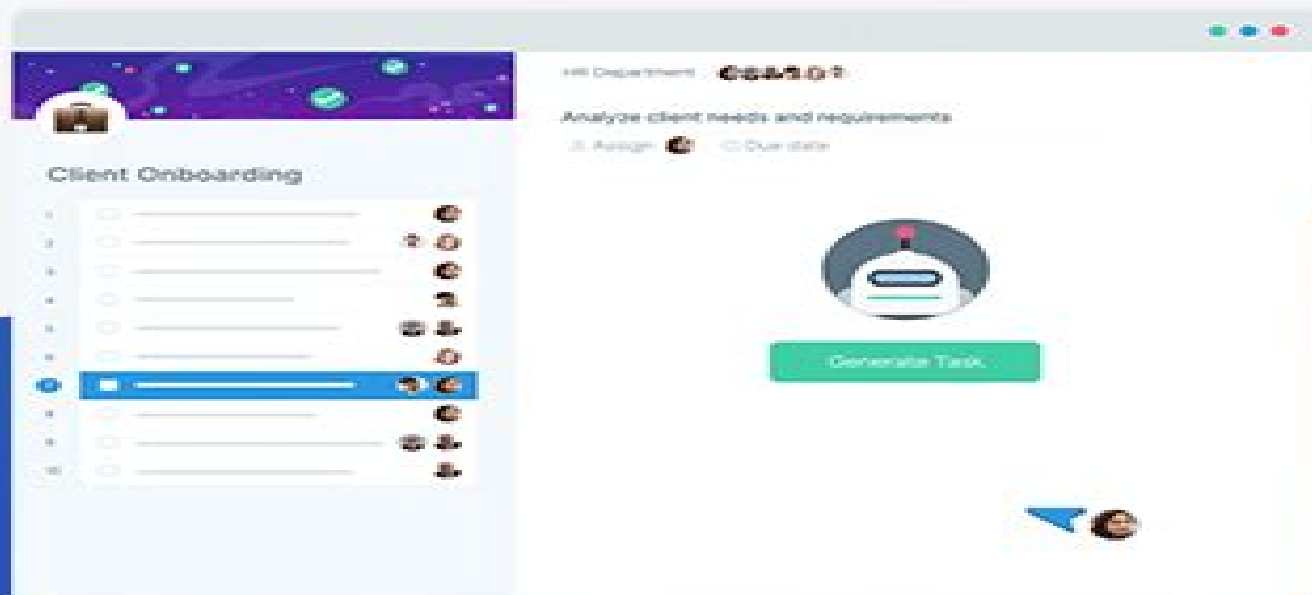 HR Department
Analyze client needs and requirements
Assign
Due date
Client Onboarding
1
2
3
4
5
6
7
8
9
10
Generate Task